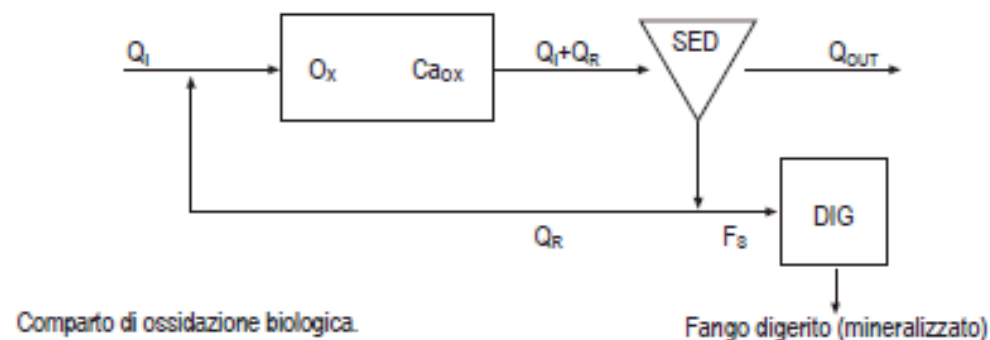 Q_I
O_X
Ca_OX
Q_I+Q_R
SED
Q_OUT
DIG
Q_R
F_S
Comparto di ossidazione biologica.
Fango digerito (mineralizzato)